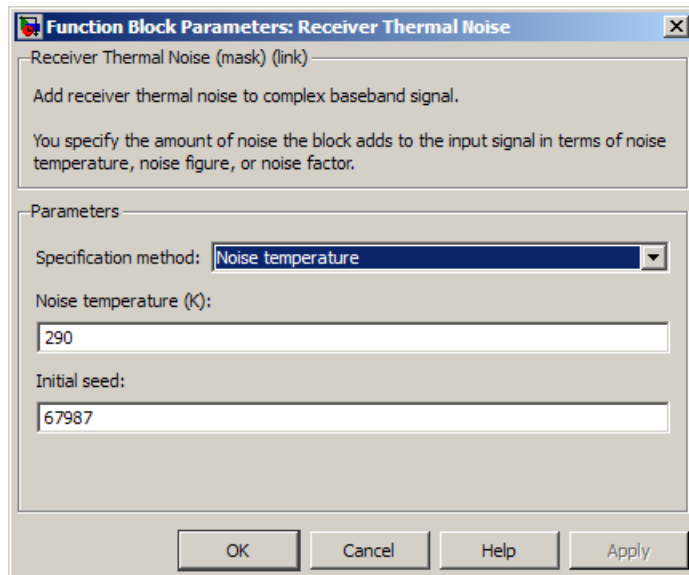 Function Block Parameters: Receiver Thermal Noise
Receiver Thermal Noise (mask) (link)
Add receiver thermal noise to complex baseband signal.
You specify the amount of noise the block adds to the input signal in terms of noise
temperature, noise figure, or noise factor.
Parameters
Specification method: Noise temperature
Noise temperature (K):
290
Initial seed:
67987
OK Cancel Help Apply